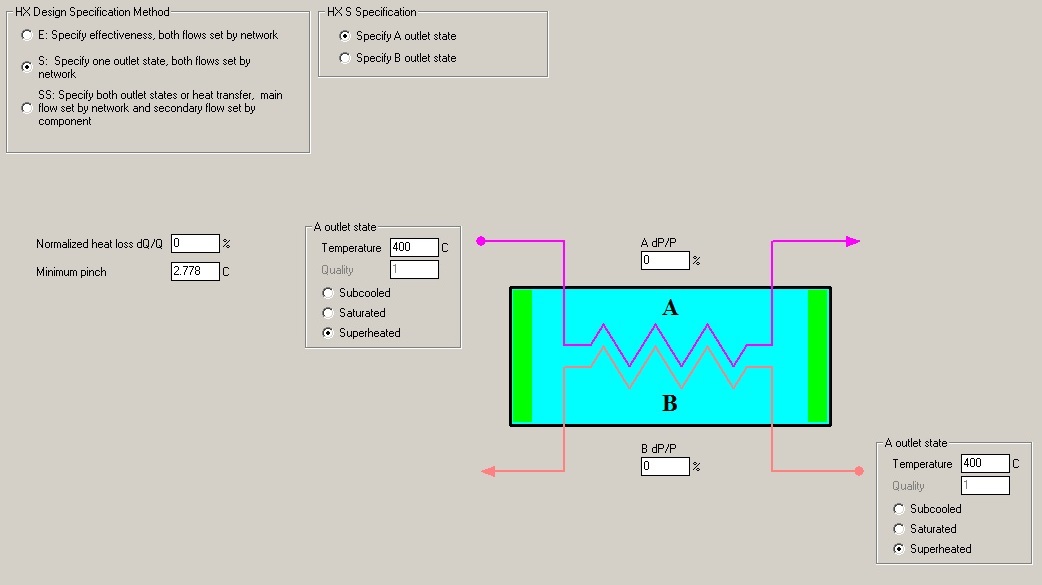 HX Design Specification Method
E: Specify effectiveness, both flows set by network
S: Specify one outlet state, both flows set by
network
SS: Specify both outlet states or heat transfer, main
flow set by network and secondary flow set by
component
HX S Specification
Specify A outlet state
Specify B outlet state
Normalized heat loss dQ/Q 0 %
Minimum pinch 2.778 C
A outlet state
Temperature 400 C
Quality 1
Subcooled
Saturated
Superheated
A dP/P
0 %
A
B
B dP/P
0 %
A outlet state
Temperature 400 C
Quality 1
Subcooled
Saturated
Superheated